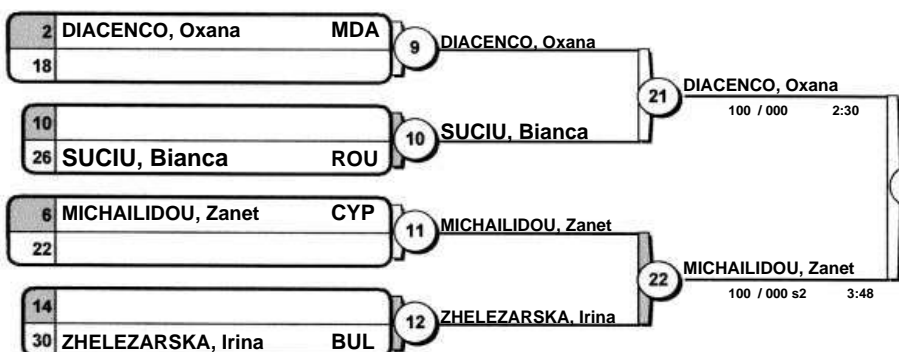 2 DIACENCO, Oxana MDA
18
9 DIACENCO, Oxana
10
26 SUCIU, Bianca ROU
10 SUCIU, Bianca
21 DIACENCO, Oxana
100 / 000 2:30
6 MICHAILIDOU, Zanet CYP
22
11 MICHAILIDOU, Zanet
14
30 ZHELEZARSKA, Irina BUL
12 ZHELEZARSKA, Irina
22 MICHAILIDOU, Zanet
100 / 000 s2 3:48